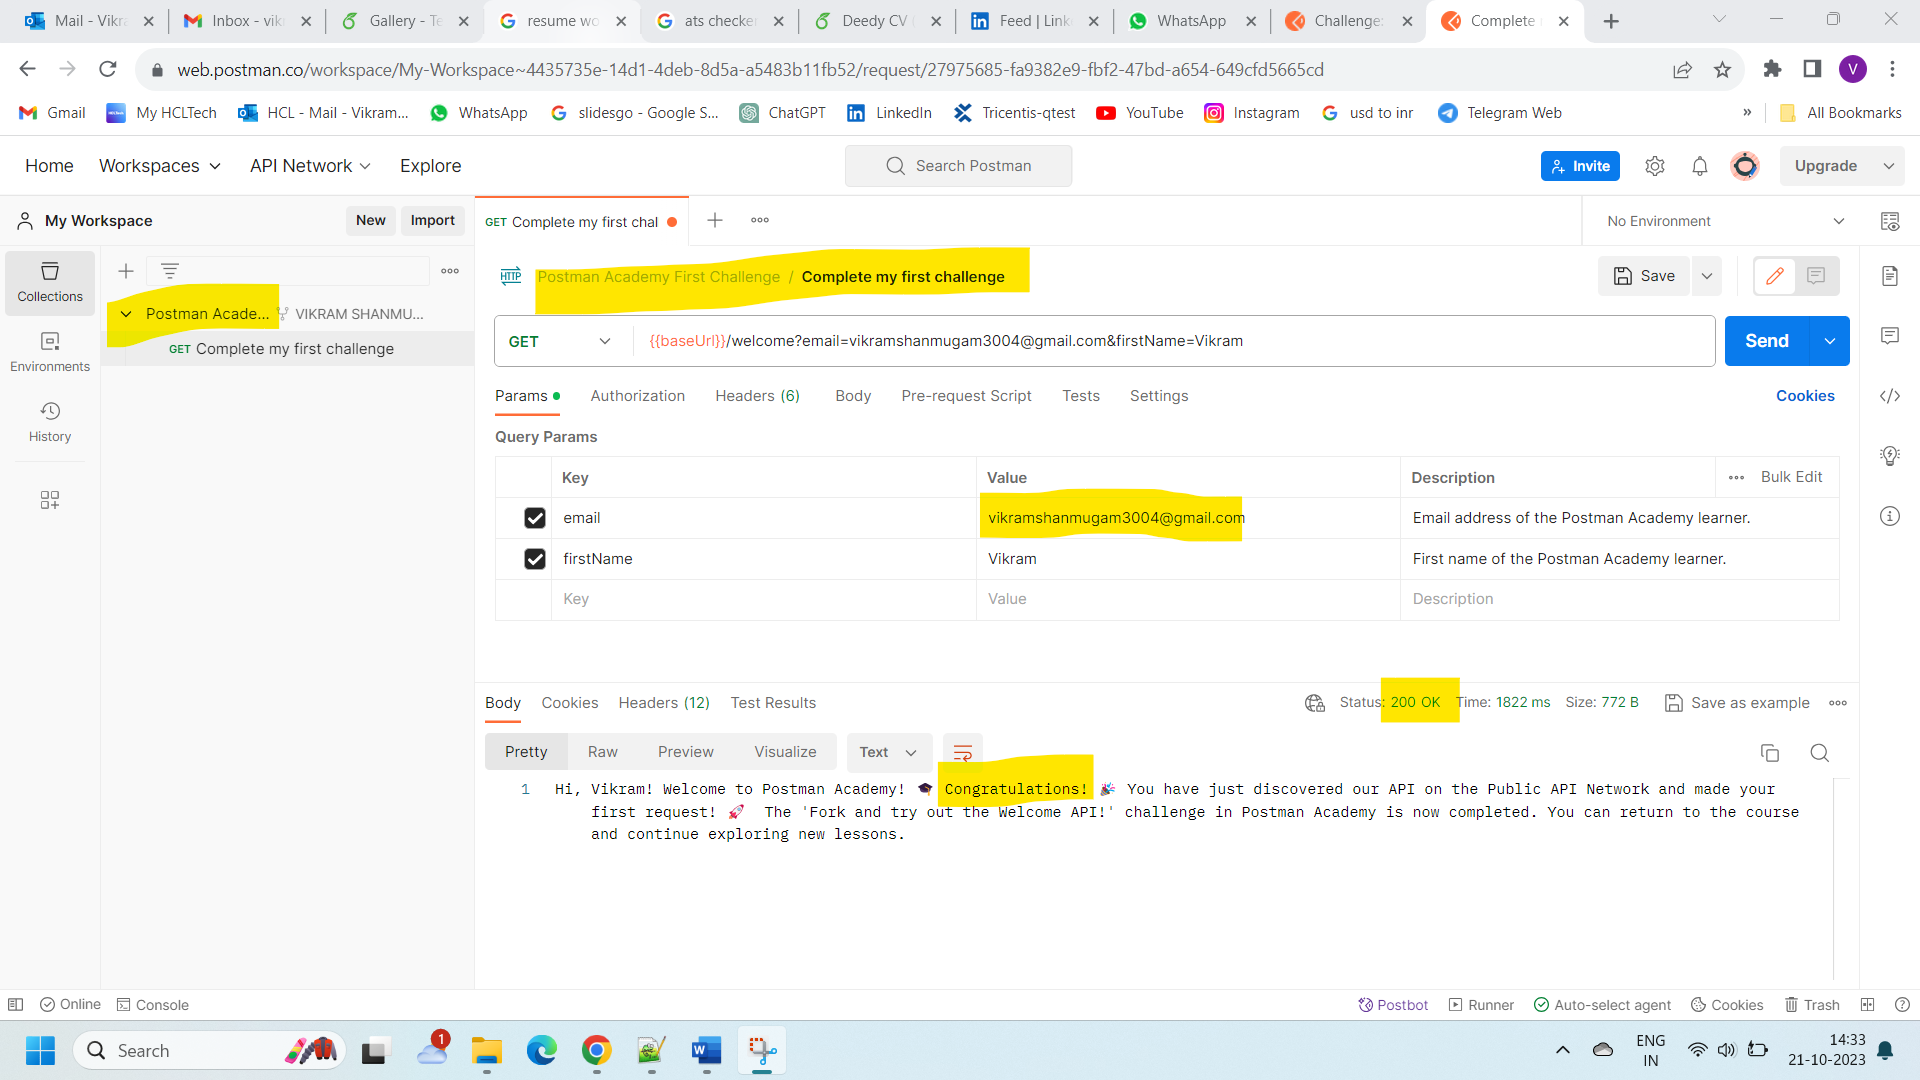 Mail - Vikra
Inbox - vik
Gallery - Te
resume wo
ats checke
Deedy CV
Feed | Link
WhatsApp
Challenge:
Complete
web.postman.co/workspace/My-Workspace~4435735e-14d1-4deb-8d5a-a5483b11fb52/request/27975685-fa9382e9-fbf2-47bd-a654-649cfd5665cd
V
Gmail
My HCLTech
HCL - Mail - Vikram...
WhatsApp
slidesgo - Google S...
ChatGPT
LinkedIn
Tricentis-qtest
YouTube
Instagram
usd to inr
Telegram Web
»
All Bookmarks
Home
Workspaces
API Network
Explore
Search Postman
Invite
Upgrade
My Workspace
New
Import
GET Complete my first chal
No Environment
Collections
Environments
History
Postman Acade...
VIKRAM SHANMU...
GET Complete my first challenge
HTTP
Postman Academy First Challenge / Complete my first challenge
Save
GET
{{baseUrl}}/welcome?email=vikramshanmugam3004@gmail.com&firstName=Vikram
Send
Params
Authorization
Headers (6)
Body
Pre-request Script
Tests
Settings
Cookies
Query Params
Key
Value
Description
Bulk Edit
email
vikramshanmugam3004@gmail.com
Email address of the Postman Academy learner.
firstName
Vikram
First name of the Postman Academy learner.
Key
Value
Description
Body
Cookies
Headers (12)
Test Results
Status: 200 OK
Time: 1822 ms
Size: 772 B
Save as example
Pretty
Raw
Preview
Visualize
Text
1
Hi, Vikram! Welcome to Postman Academy! 🎓 Congratulations! 🎉 You have just discovered our API on the Public API Network and made your
first request! 🚀 The 'Fork and try out the Welcome API!' challenge in Postman Academy is now completed. You can return to the course
and continue exploring new lessons.
Online
Console
Postbot
Runner
Auto-select agent
Cookies
Trash
Search
1
ENG
IN
14:33
21-10-2023